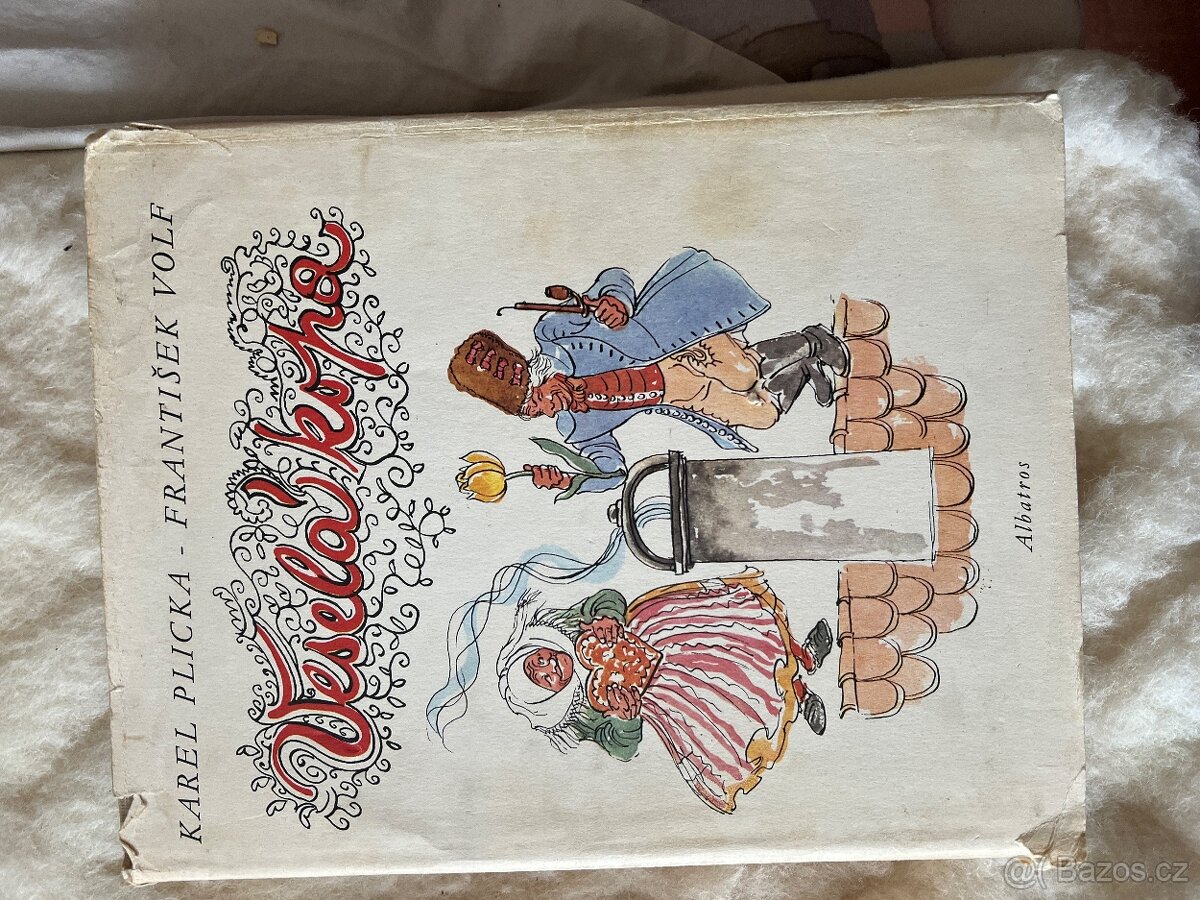 KAREL PLICKA - FRANTIŠEK VOLF
Veselá kopa
Albatros
@( Bazos.cz